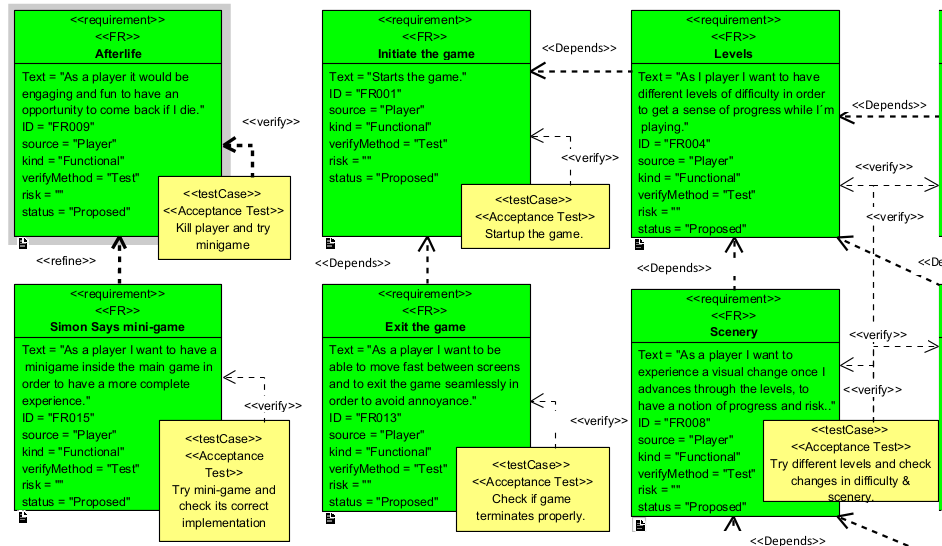 <<requirement>>
<<FR>>
Afterlife
Text = "As a player it would be
engaging and fun to have an
opportunity to come back if I die."
ID = "FR009"
source = "Player"
kind = "Functional"
verifyMethod = "Test"
risk = ""
status = "Proposed"
<<verify>>
<<testCase>>
<<Acceptance Test>>
Kill player and try
minigame
<<refine>>
<<requirement>>
<<FR>>
Initiate the game
Text = "Starts the game."
ID = "FR001"
source = "Player"
kind = "Functional"
verifyMethod = "Test"
risk = ""
status = "Proposed"
<<verify>>
<<testCase>>
<<Acceptance Test>>
Startup the game.
<<Depends>>
<<Depends>>
<<requirement>>
<<FR>>
Levels
Text = "As I player I want to have
different levels of difficulty in order
to get a sense of progress while I´m
playing."
ID = "FR004"
source = "Player"
kind = "Functional"
verifyMethod = "Test"
risk = ""
status = "Proposed"
<<Depends>>
<<verify>>
<<verify>>
<<Depends>>
<<De
<<requirement>>
<<FR>>
Simon Says mini-game
Text = "As a player I want to have a
minigame inside the main game in
order to have a more complete
experience."
ID = "FR015"
source = "Player"
kind = "Functional"
verifyMethod = "Test"
risk = ""
status = "Proposed"
<<verify>>
<<testCase>>
<<Acceptance
Test>>
Try mini-game and
check its correct
implementation
<<requirement>>
<<FR>>
Exit the game
Text = "As a player I want to be
able to move fast between screens
and to exit the game seamlessly in
order to avoid annoyance."
ID = "FR013"
source = "Player"
kind = "Functional"
verifyMethod = "Test"
risk = ""
status = "Proposed"
<<verify>>
<<testCase>>
<<Acceptance Test>>
Check if game
terminates properly.
<<requirement>>
<<FR>>
Scenery
Text = "As a player I want to
experience a visual change once I
advances through the levels, to
have a notion of progress and risk.."
ID = "FR008"
source = "Player"
kind = "Functional"
verifyMethod = "Test"
risk = ""
status = "Proposed"
<<verify>>
<<verify>>
<<testCase>>
<<Acceptance Test>>
Try different levels and check
changes in difficulty &
scenery.
<<Depends>>